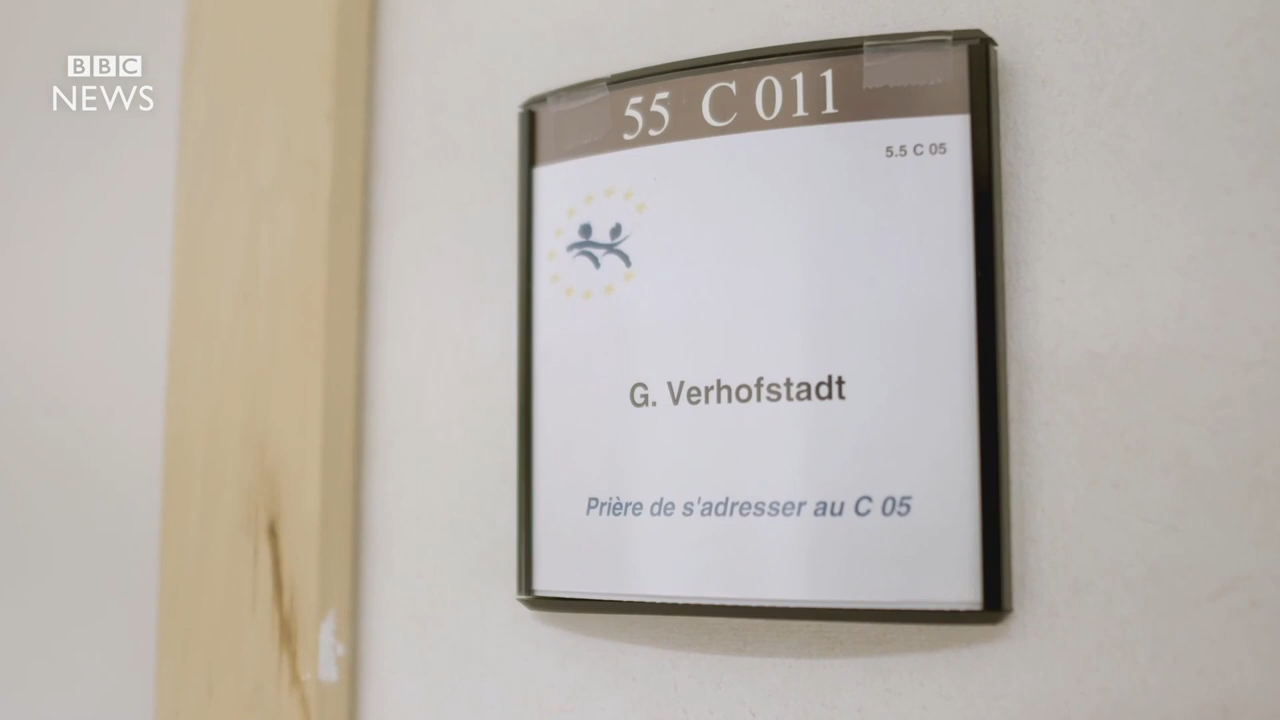 BBC
NEWS
55 C 011
5.5 C 05
G. Verhofstadt
Prière de s'adresser au C 05